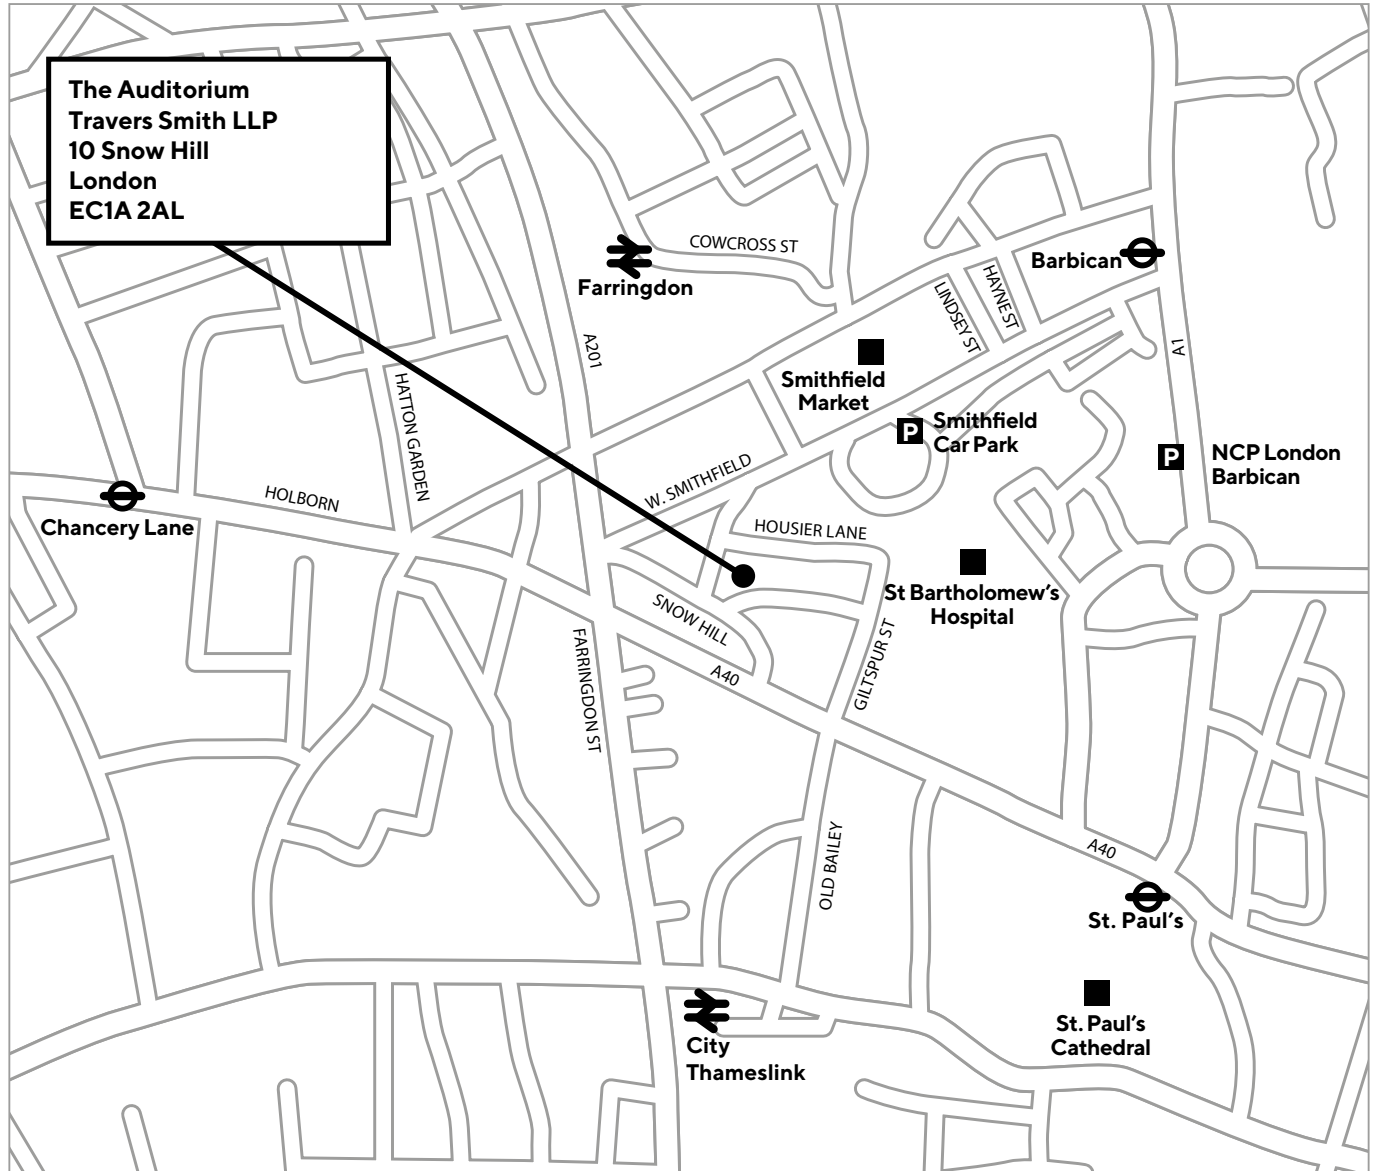 The Auditorium
Travers Smith LLP
10 Snow Hill
London
EC1A 2AL
COWCROSS ST
Farringdon
Barbican
LINDSEY ST
HAYNE ST
A201
A1
Smithfield
Market
HATTON GARDEN
P
Smithfield
Car Park
P
NCP London
Barbican
W. SMITHFIELD
HOLBORN
Chancery Lane
HOUSIER LANE
St Bartholomew's
Hospital
SNOW HILL
GILTSPUR ST
FARRINGDON ST
A40
OLD BAILEY
A40
St. Paul's
St. Paul's
Cathedral
City
Thameslink